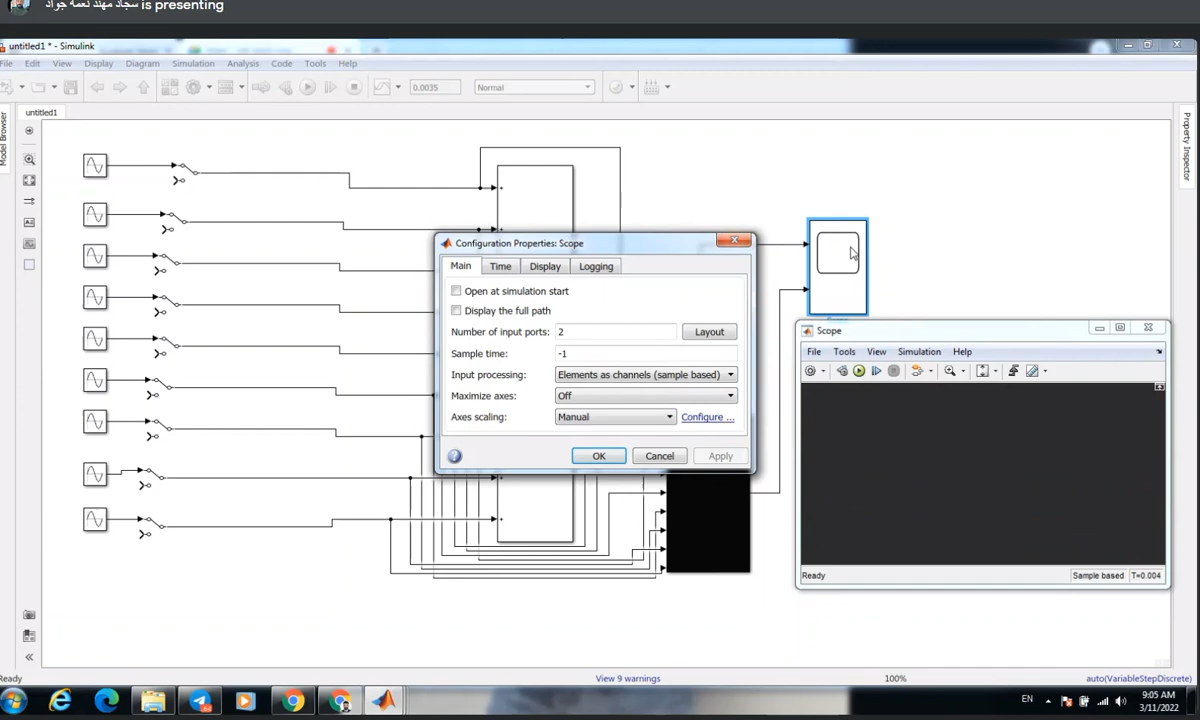 سجاد مهند نعمة جواد is presenting
untitled1 * - Simulink
File Edit View Display Diagram Simulation Analysis Code Tools Help
0.0035 Normal
untitled1
Model Browser
Property Inspector
Configuration Properties: Scope
Main Time Display Logging
Open at simulation start
Display the full path
Number of input ports: 2 Layout
Sample time: -1
Input processing: Elements as channels (sample based)
Maximize axes: Off
Axes scaling: Manual Configure ...
OK Cancel Apply
Scope
File Tools View Simulation Help
Ready Sample based T=0.004
Ready View 9 warnings 100% auto(VariableStepDiscrete)
EN 9:05 AM
3/11/2022